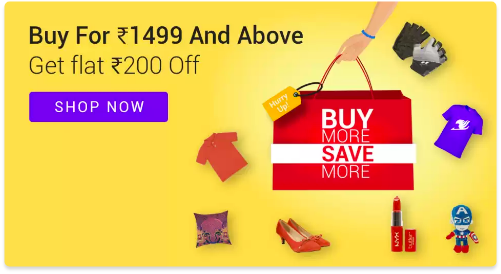 Buy For ₹1499 And Above
Get flat ₹200 Off
SHOP NOW
Hurry
Up!
BUY
MORE
SAVE
MORE
NYX